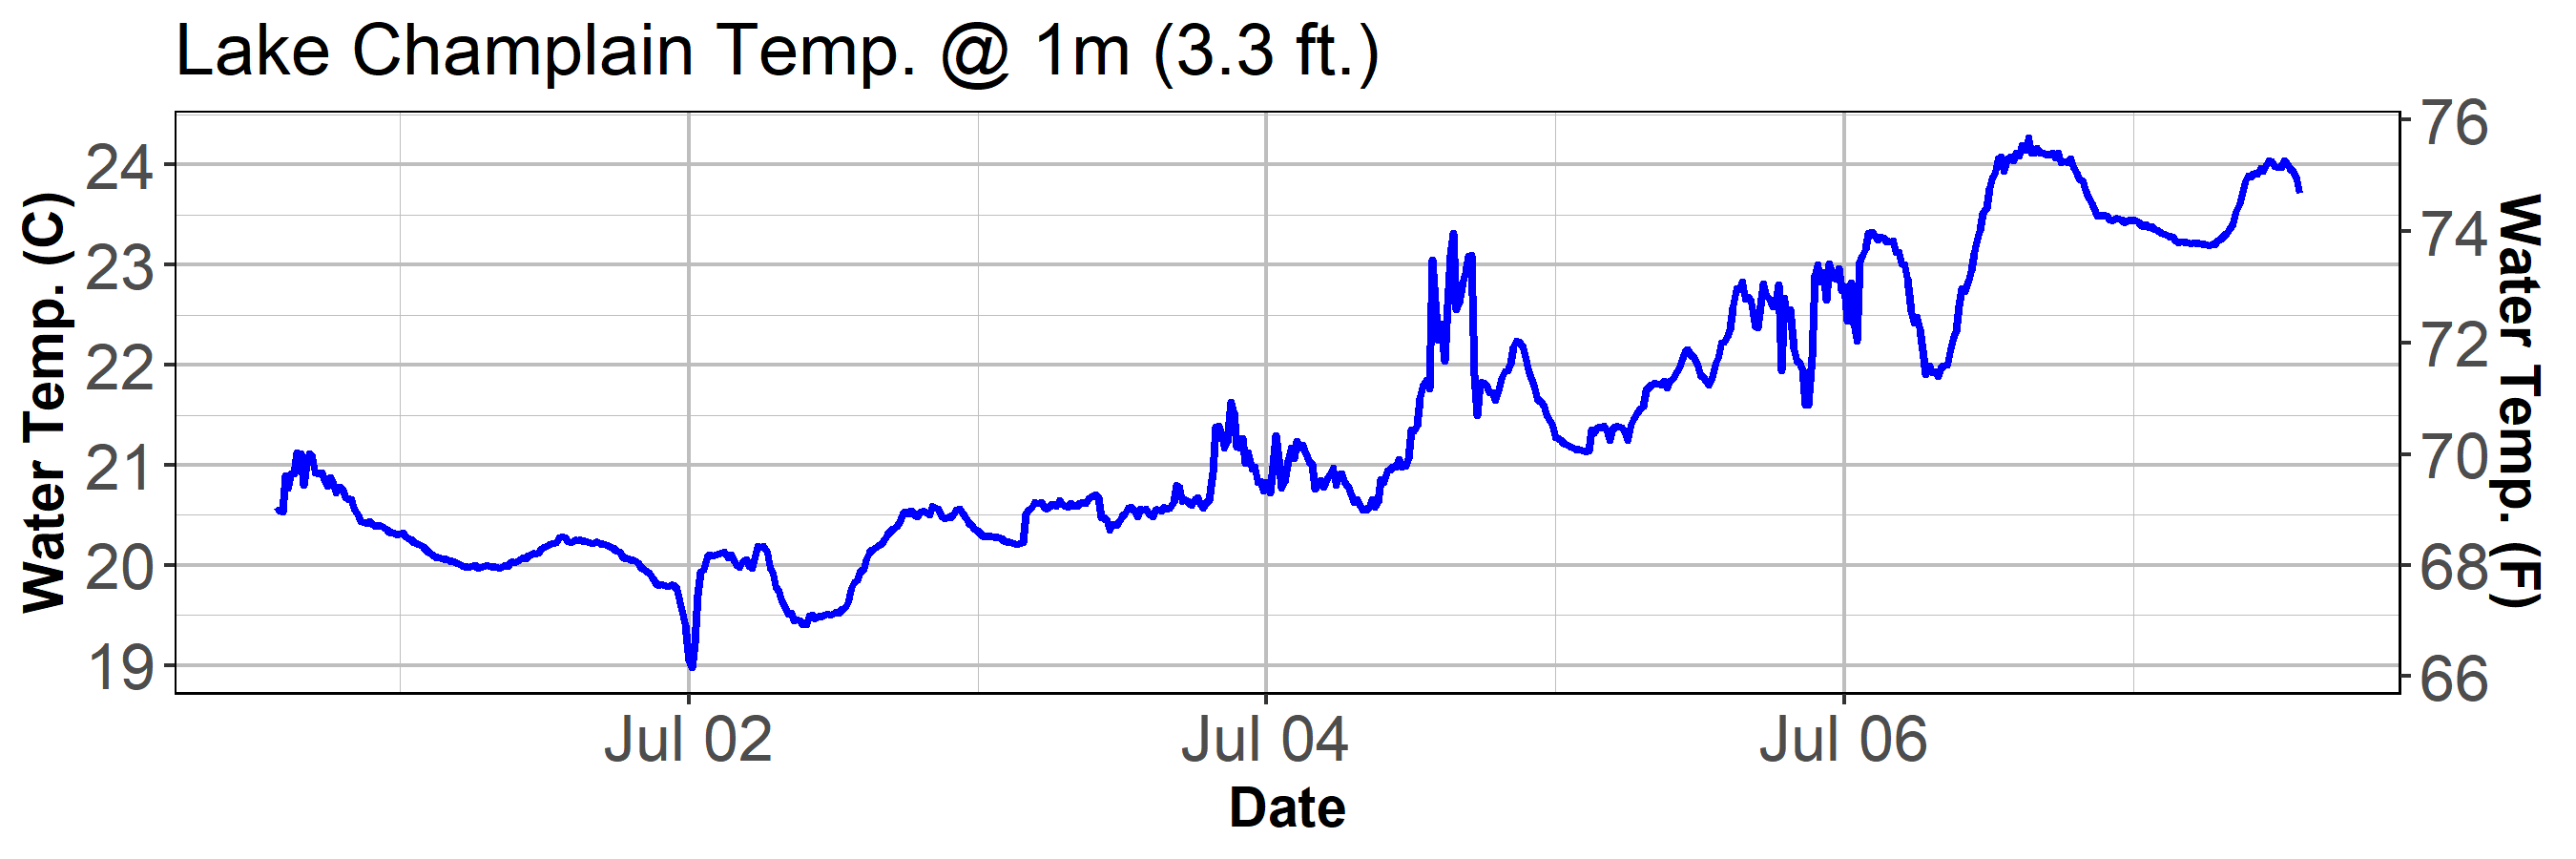 Lake Champlain Temp. @ 1m (3.3 ft.)
Water Temp. (C)
24
23
22
21
20
19
76
74
72
70
68
66
Water Temp. (F)
Jul 02 Jul 04 Jul 06
Date